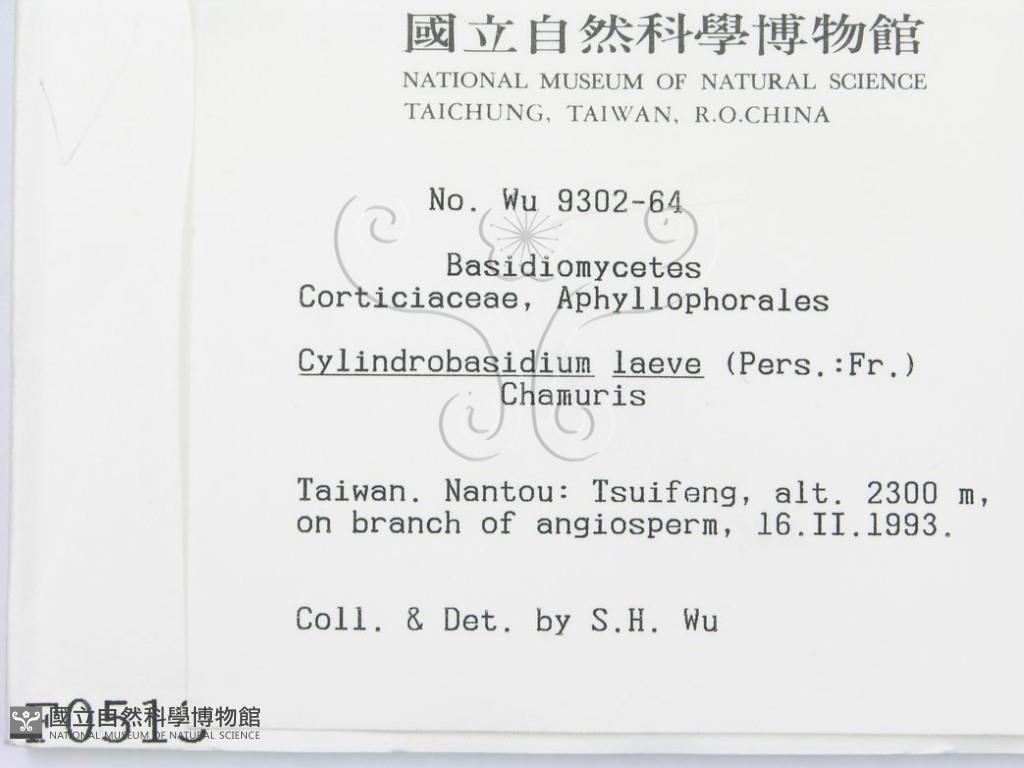 國立自然科學博物館
NATIONAL MUSEUM OF NATURAL SCIENCE
TAICHUNG, TAIWAN, R.O.CHINA
No. Wu 9302-64
Basidiomycetes
Corticiaceae, Aphyllophorales
Cylindrobasidium laeve (Pers.:Fr.)
Chamuris
Taiwan. Nantou: Tsuifeng, alt. 2300 m,
on branch of angiosperm, 16.II.1993.
Coll. & Det. by S.H. Wu
國立自然科學博物館
NATIONAL MUSEUM OF NATURAL SCIENCE